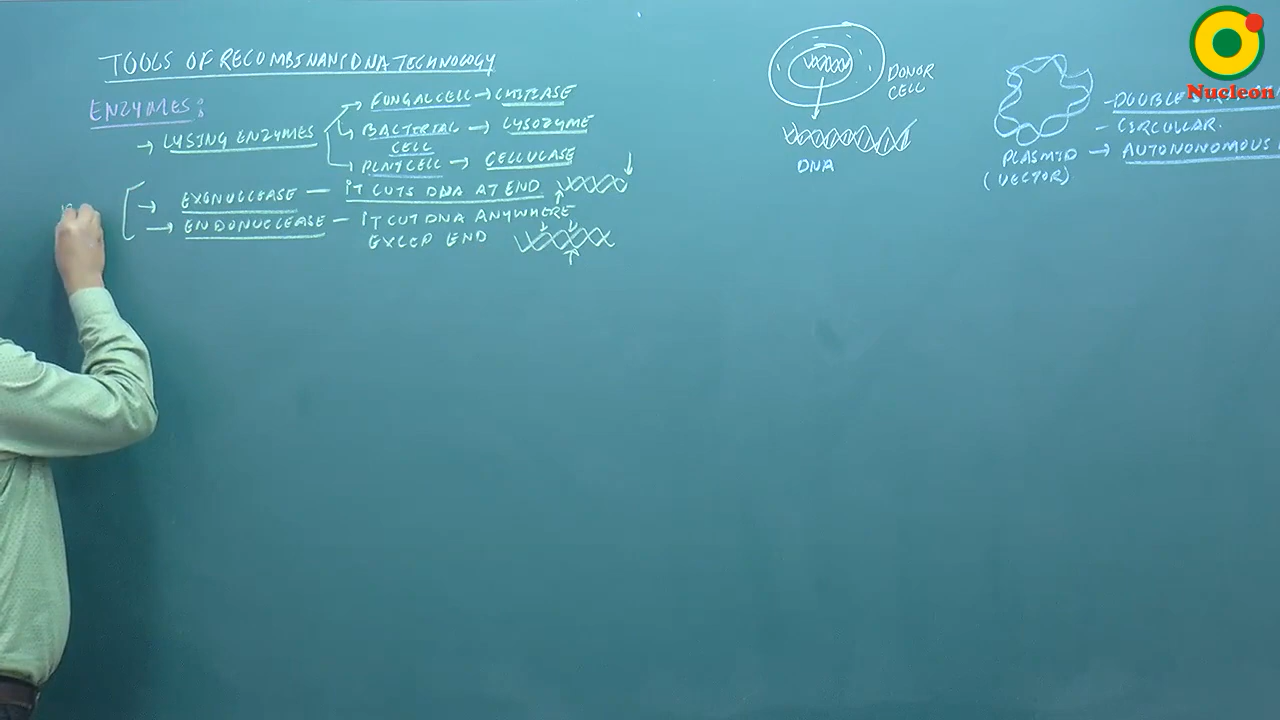 TOOLS OF RECOMBINANT DNA TECHNOLOGY
ENZYMES:
→ LYSING ENZYMES
FUNGAL CELL → CHITINASE
BACTERIAL CELL → LYSOZYME
PLANT CELL → CELLULASE
→ EXONUCLEASE — IT CUTS DNA AT END
→ ENDONUCLEASE — IT CUT DNA ANYWHERE
EXCEP END
DONOR
CELL
DNA
PLASMID
(VECTOR)
- DOUBLE
- CIRCULAR.
→ AUTONONOMOUS
Nucleon